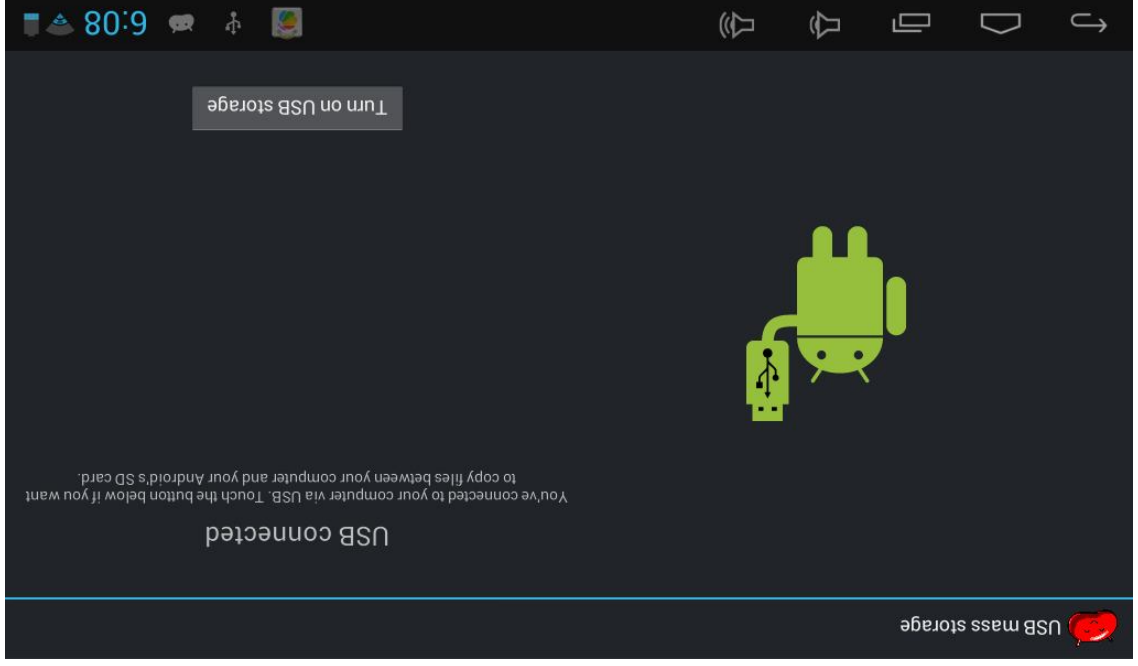 USB mass storage
USB connected
You've connected to your computer via USB. Touch the button below if you want
to copy files between your computer and your Android's SD card.
Turn on USB storage
6:08